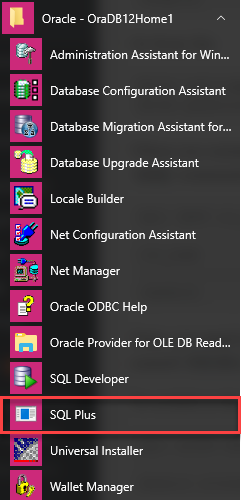 Oracle - OraDB12Home1
Administration Assistant for Win...
Database Configuration Assistant
Database Migration Assistant for...
Database Upgrade Assistant
Locale Builder
Net Configuration Assistant
Net Manager
Oracle ODBC Help
Oracle Provider for OLE DB Read...
SQL Developer
SQL Plus
Universal Installer
Wallet Manager